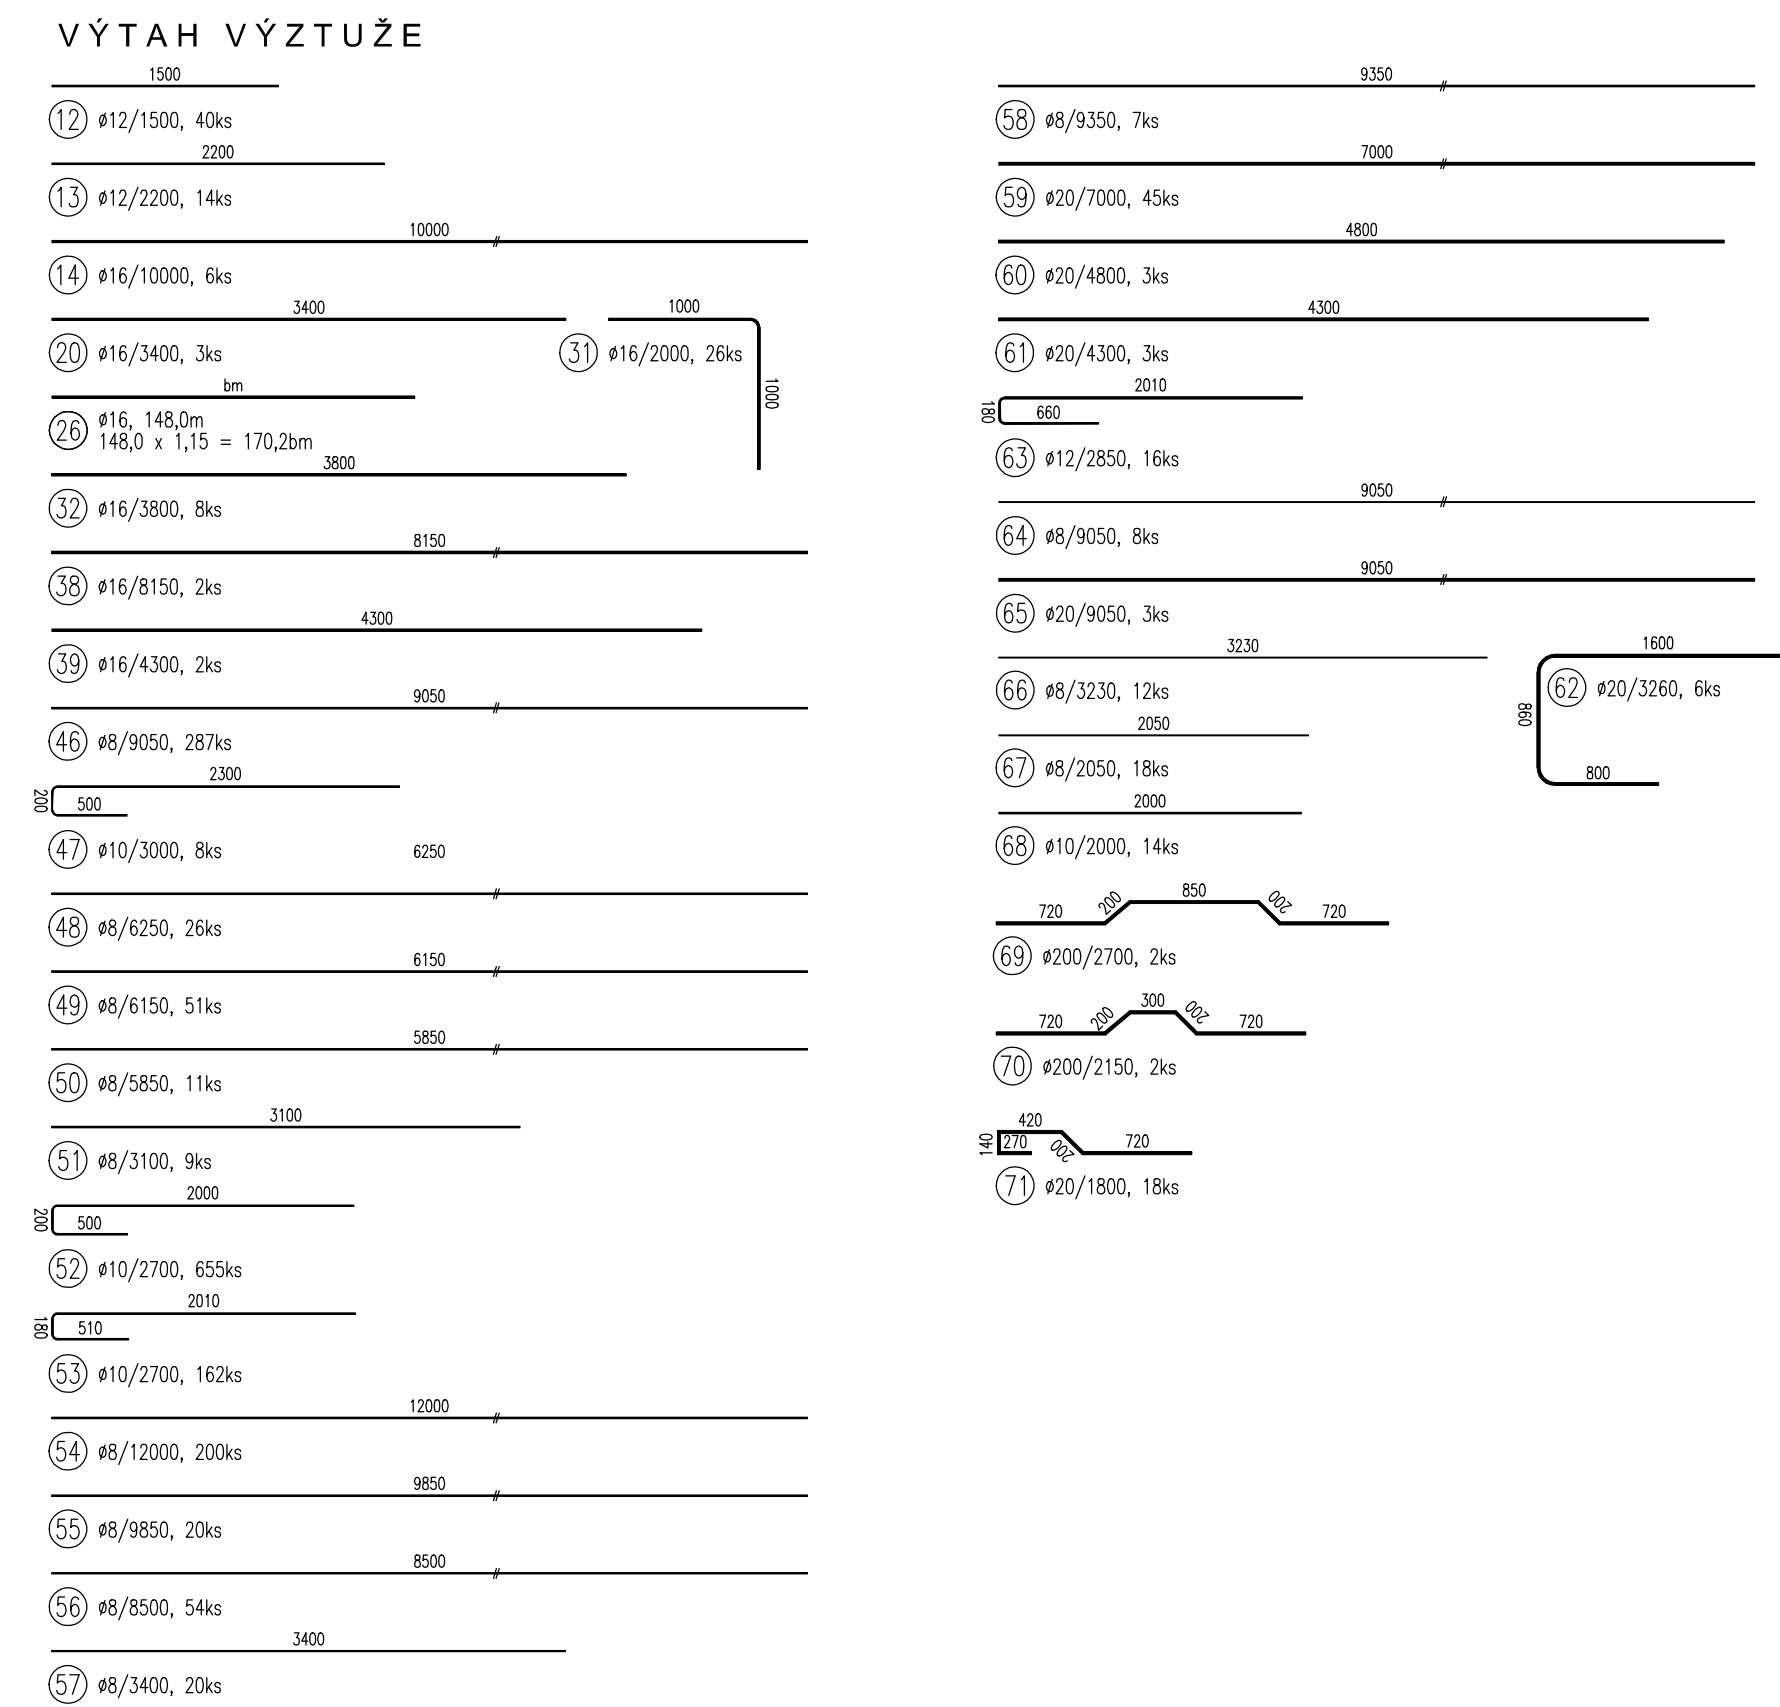 VÝTAH VÝZTUŽE
1500
12 ø12/1500, 40ks
2200
13 ø12/2200, 14ks
10000
14 ø16/10000, 6ks
3400
20 ø16/3400, 3ks
1000
31 ø16/2000, 26ks
1000
bm
26 ø16, 148,0m
148,0 x 1,15 = 170,2bm
3800
32 ø16/3800, 8ks
8150
38 ø16/8150, 2ks
4300
39 ø16/4300, 2ks
9050
46 ø8/9050, 287ks
2300
200
500
47 ø10/3000, 8ks
6250
48 ø8/6250, 26ks
6150
49 ø8/6150, 51ks
5850
50 ø8/5850, 11ks
3100
51 ø8/3100, 9ks
2000
200
500
52 ø10/2700, 655ks
2010
180
510
53 ø10/2700, 162ks
12000
54 ø8/12000, 200ks
9850
55 ø8/9850, 20ks
8500
56 ø8/8500, 54ks
3400
57 ø8/3400, 20ks
9350
58 ø8/9350, 7ks
7000
59 ø20/7000, 45ks
4800
60 ø20/4800, 3ks
4300
61 ø20/4300, 3ks
2010
180
660
63 ø12/2850, 16ks
9050
64 ø8/9050, 8ks
9050
65 ø20/9050, 3ks
3230
66 ø8/3230, 12ks
1600
62 ø20/3260, 6ks
860
800
2050
67 ø8/2050, 18ks
2000
68 ø10/2000, 14ks
720 200 850 200 720
69 ø200/2700, 2ks
720 200 300 200 720
70 ø200/2150, 2ks
420
140 270 200 720
71 ø20/1800, 18ks